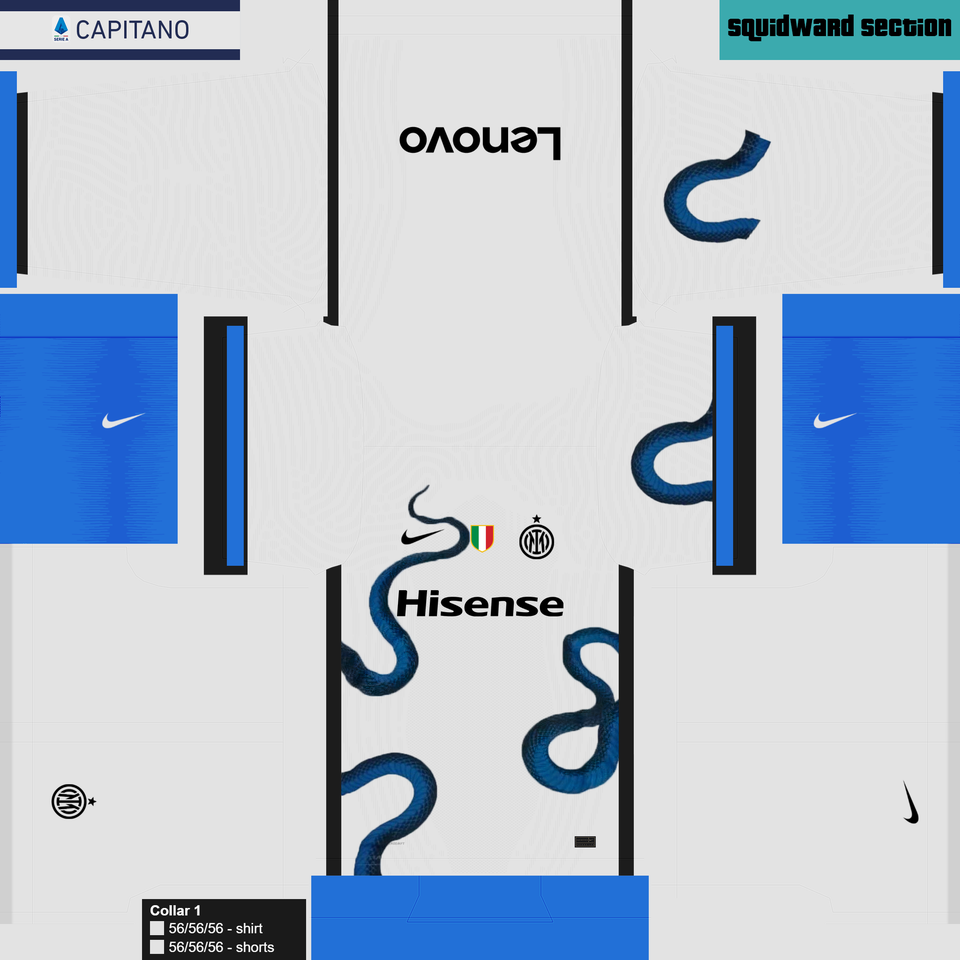 SERIE A
CAPITANO
squidward section
Lenovo
Hisense
Collar 1
56/56/56 - shirt
56/56/56 - shorts